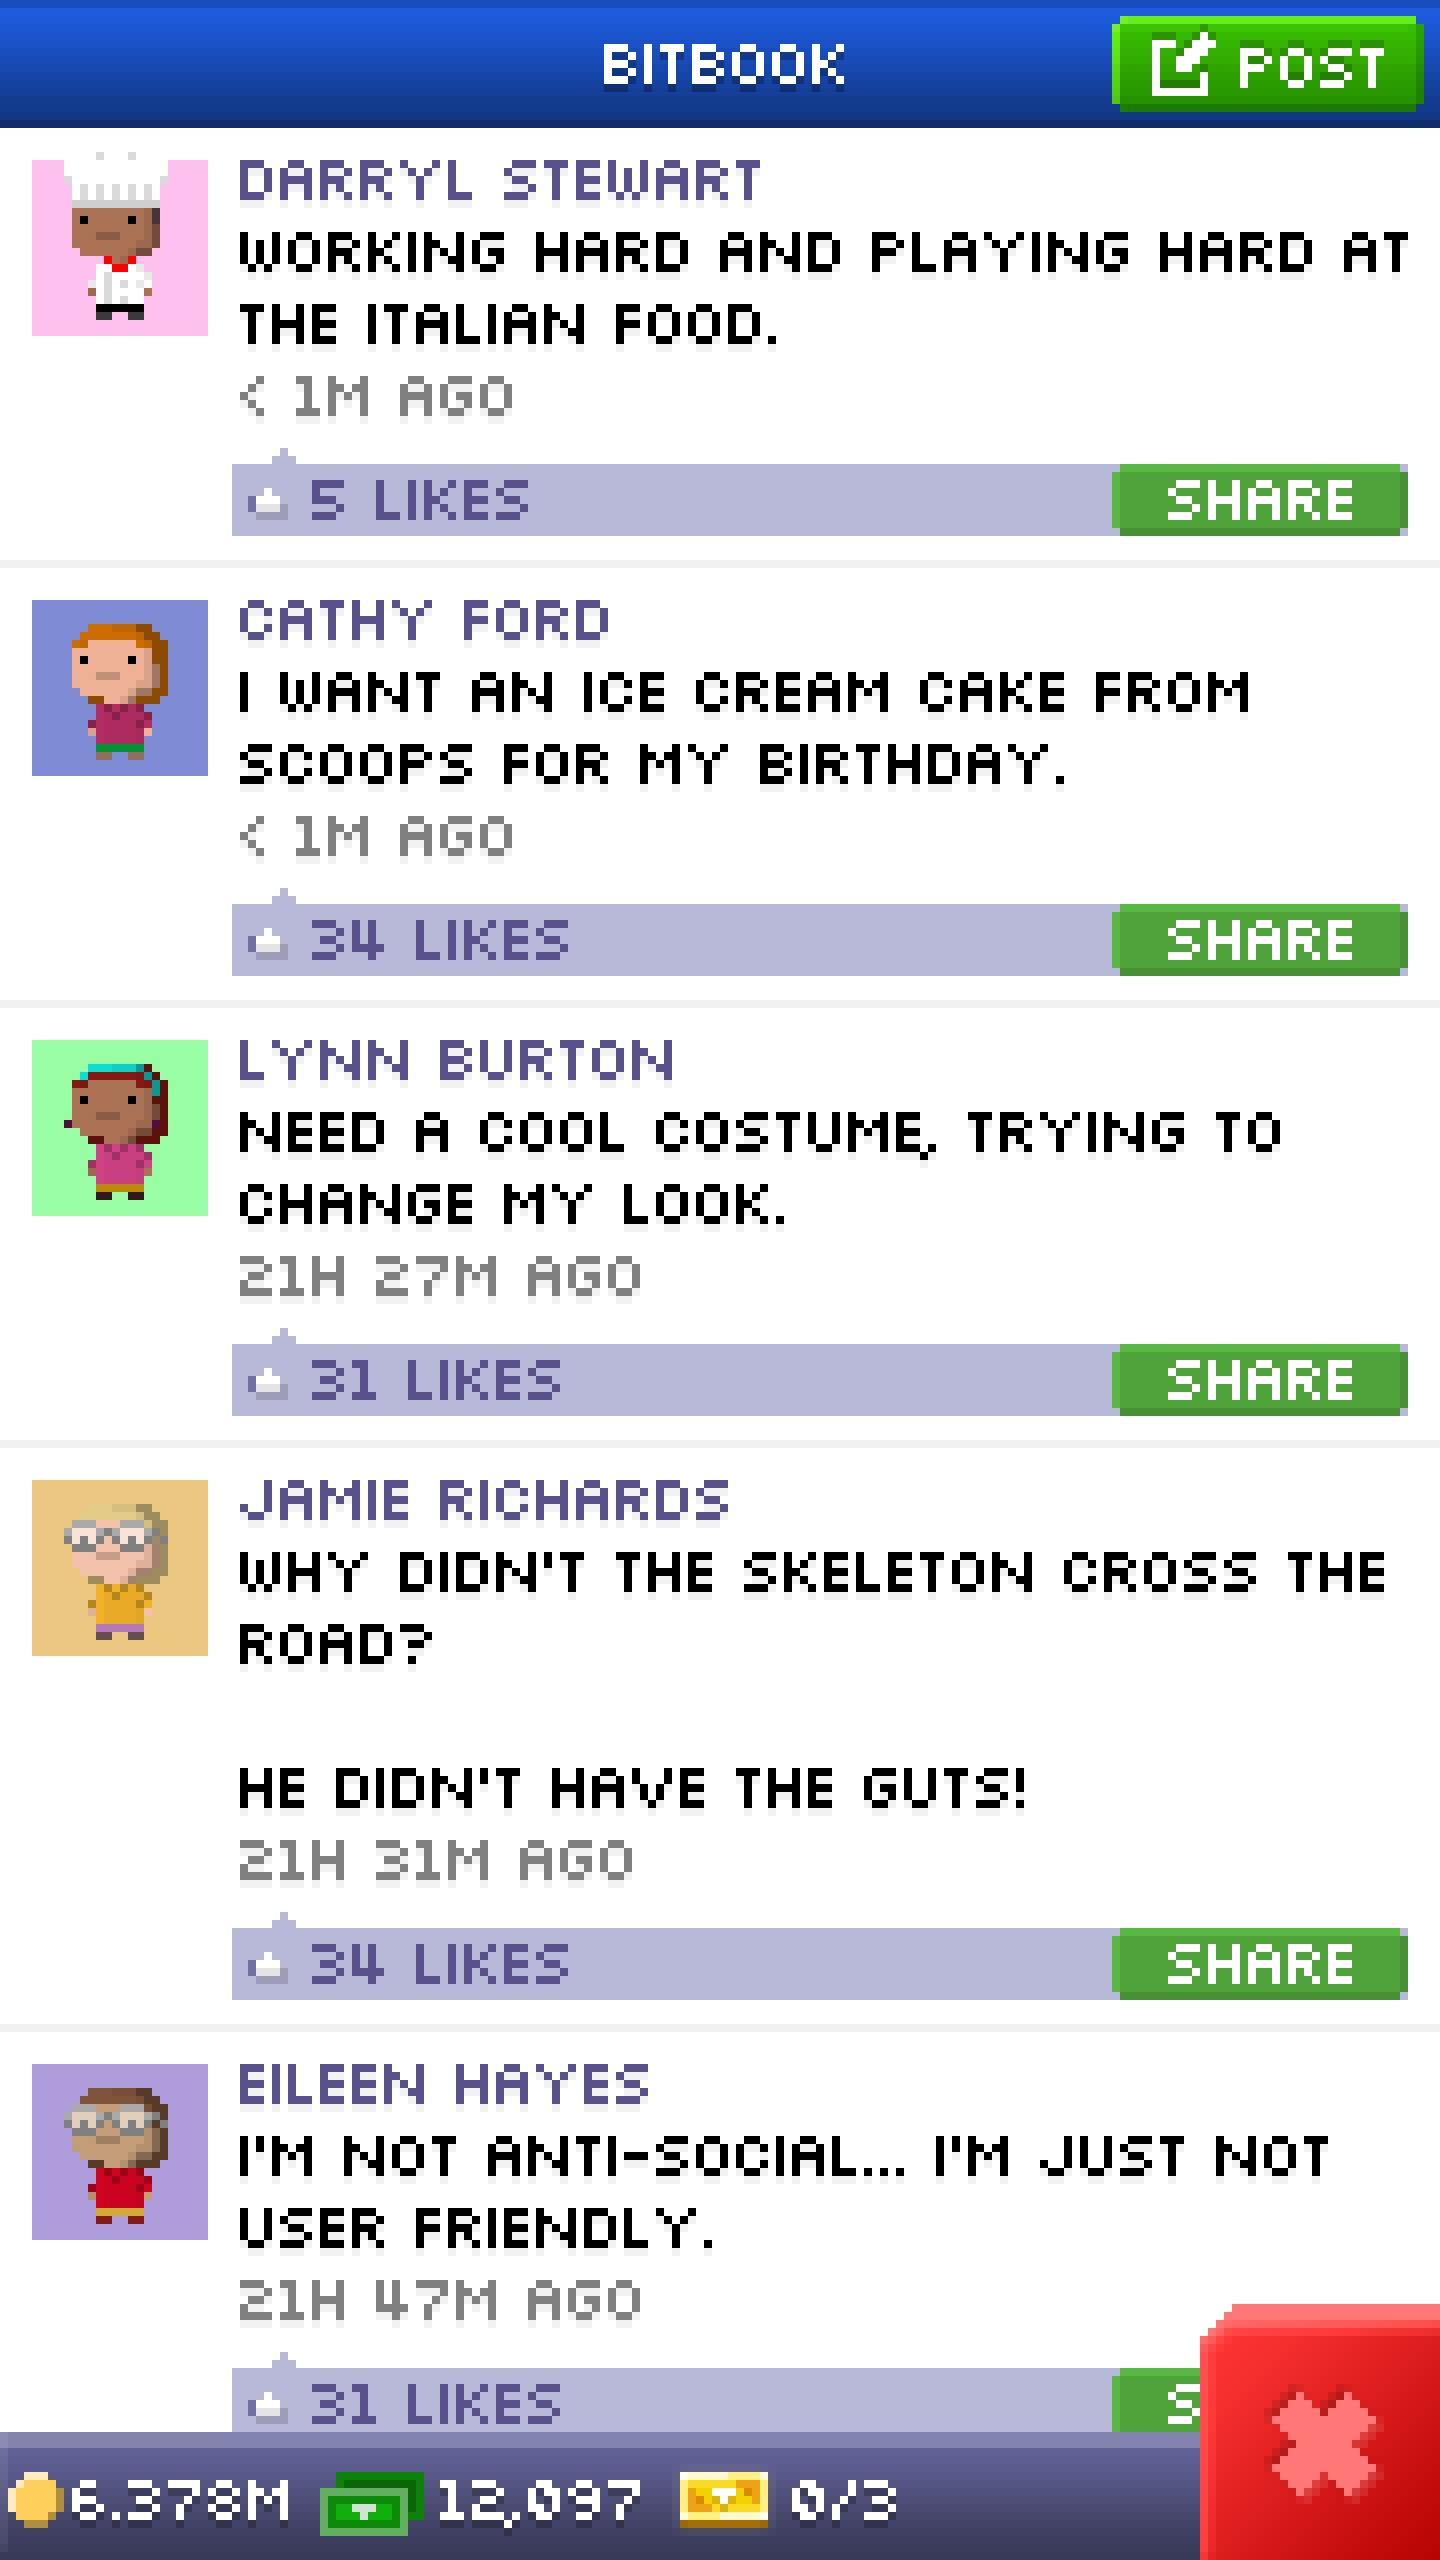 BITBOOK
POST
DARRYL STEWART
WORKING HARD AND PLAYING HARD AT
THE ITALIAN FOOD.
< 1M AGO
5 LIKES
SHARE
CATHY FORD
I WANT AN ICE CREAM CAKE FROM
SCOOPS FOR MY BIRTHDAY.
< 1M AGO
34 LIKES
SHARE
LYNN BURTON
NEED A COOL COSTUME, TRYING TO
CHANGE MY LOOK.
21H 27M AGO
31 LIKES
SHARE
JAMIE RICHARDS
WHY DIDN'T THE SKELETON CROSS THE
ROAD?
HE DIDN'T HAVE THE GUTS!
21H 31M AGO
34 LIKES
SHARE
EILEEN HAYES
I'M NOT ANTI-SOCIAL... I'M JUST NOT
USER FRIENDLY.
21H 47M AGO
31 LIKES
S
6.378M 12,097 0/3